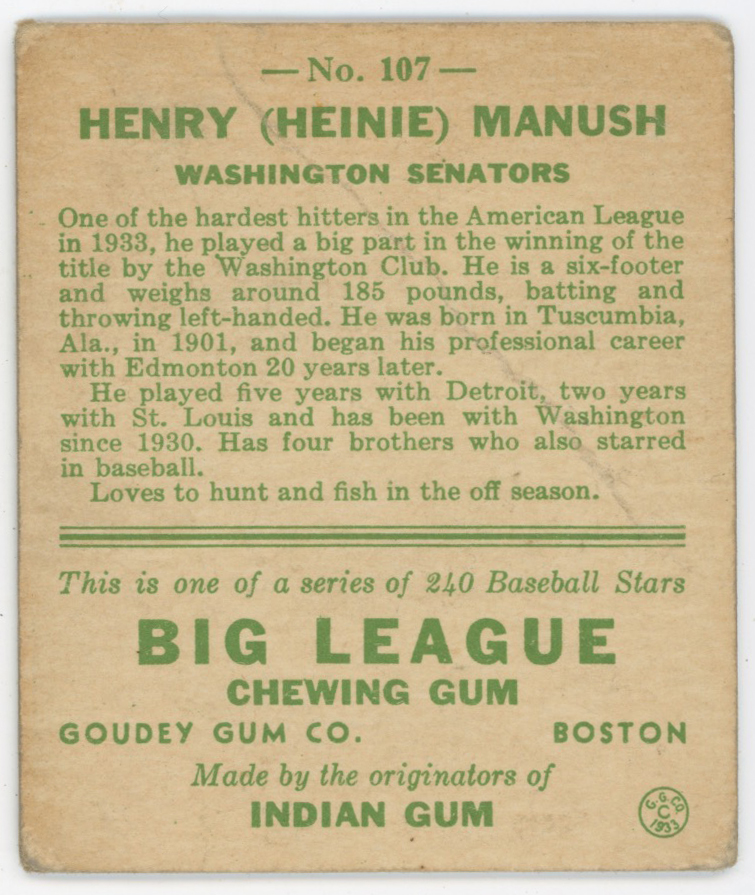 — No. 107 —
HENRY (HEINIE) MANUSH
WASHINGTON SENATORS
One of the hardest hitters in the American League
in 1933, he played a big part in the winning of the
title by the Washington Club. He is a six-footer
and weighs around 185 pounds, batting and
throwing left-handed. He was born in Tuscumbia,
Ala., in 1901, and began his professional career
with Edmonton 20 years later.
He played five years with Detroit, two years
with St. Louis and has been with Washington
since 1930. Has four brothers who also starred
in baseball.
Loves to hunt and fish in the off season.
This is one of a series of 240 Baseball Stars
BIG LEAGUE
CHEWING GUM
GOUDEY GUM CO. BOSTON
Made by the originators of
INDIAN GUM
G.G.CO.
C
1933